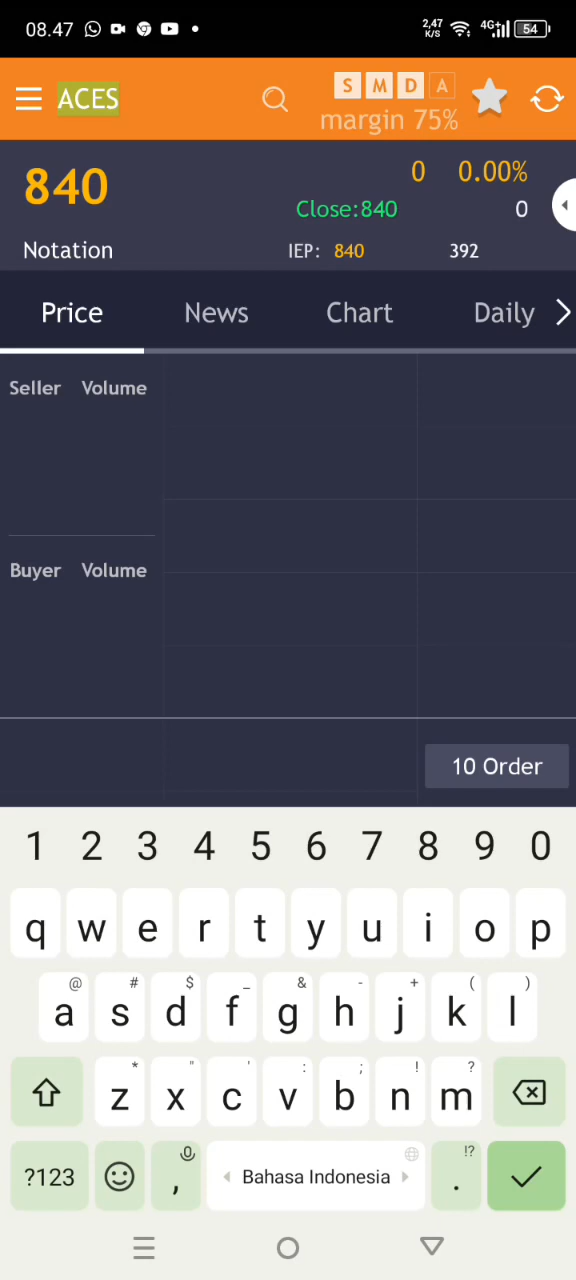 08.47 2,47 K/S 4G+ 54
ACES S M D A
margin 75%
840 0 0.00%
Close:840 0
Notation IEP: 840 392
Price News Chart Daily
Seller Volume
Buyer Volume
10 Order
1 2 3 4 5 6 7 8 9 0
q w e r t y u i o p
@ # $ _ & - + ( )
a s d f g h j k l
* " ' : ; ! ?
z x c v b n m
!?
?123 , Bahasa Indonesia .